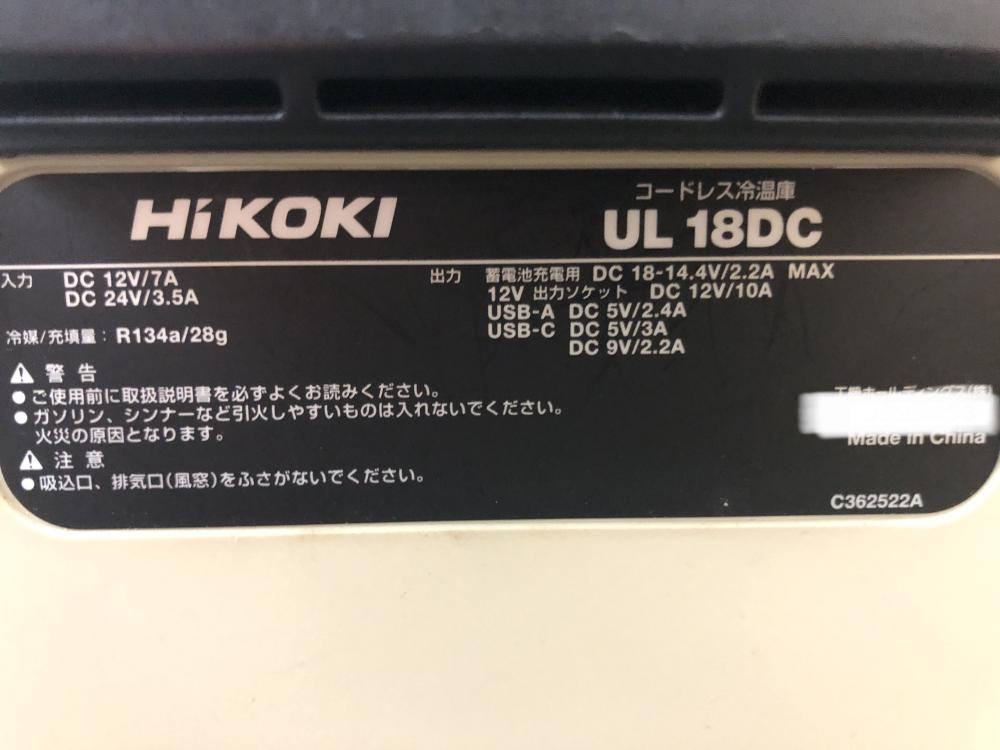 HiKOKI
コードレス冷温庫
UL 18DC
入力 DC 12V/7A
DC 24V/3.5A
冷媒/充填量: R134a/28g
出力 蓄電池充電用 DC 18-14.4V/2.2A MAX
12V 出力ソケット DC 12V/10A
USB-A DC 5V/2.4A
USB-C DC 5V/3A
DC 9V/2.2A
警告
●ご使用前に取扱説明書を必ずよくお読みください。
●ガソリン、シンナーなど引火しやすいものは入れないでください。
火災の原因となります。
注意
●吸込口、排気口(風窓)をふさがないでください。
Made in China
C362522A